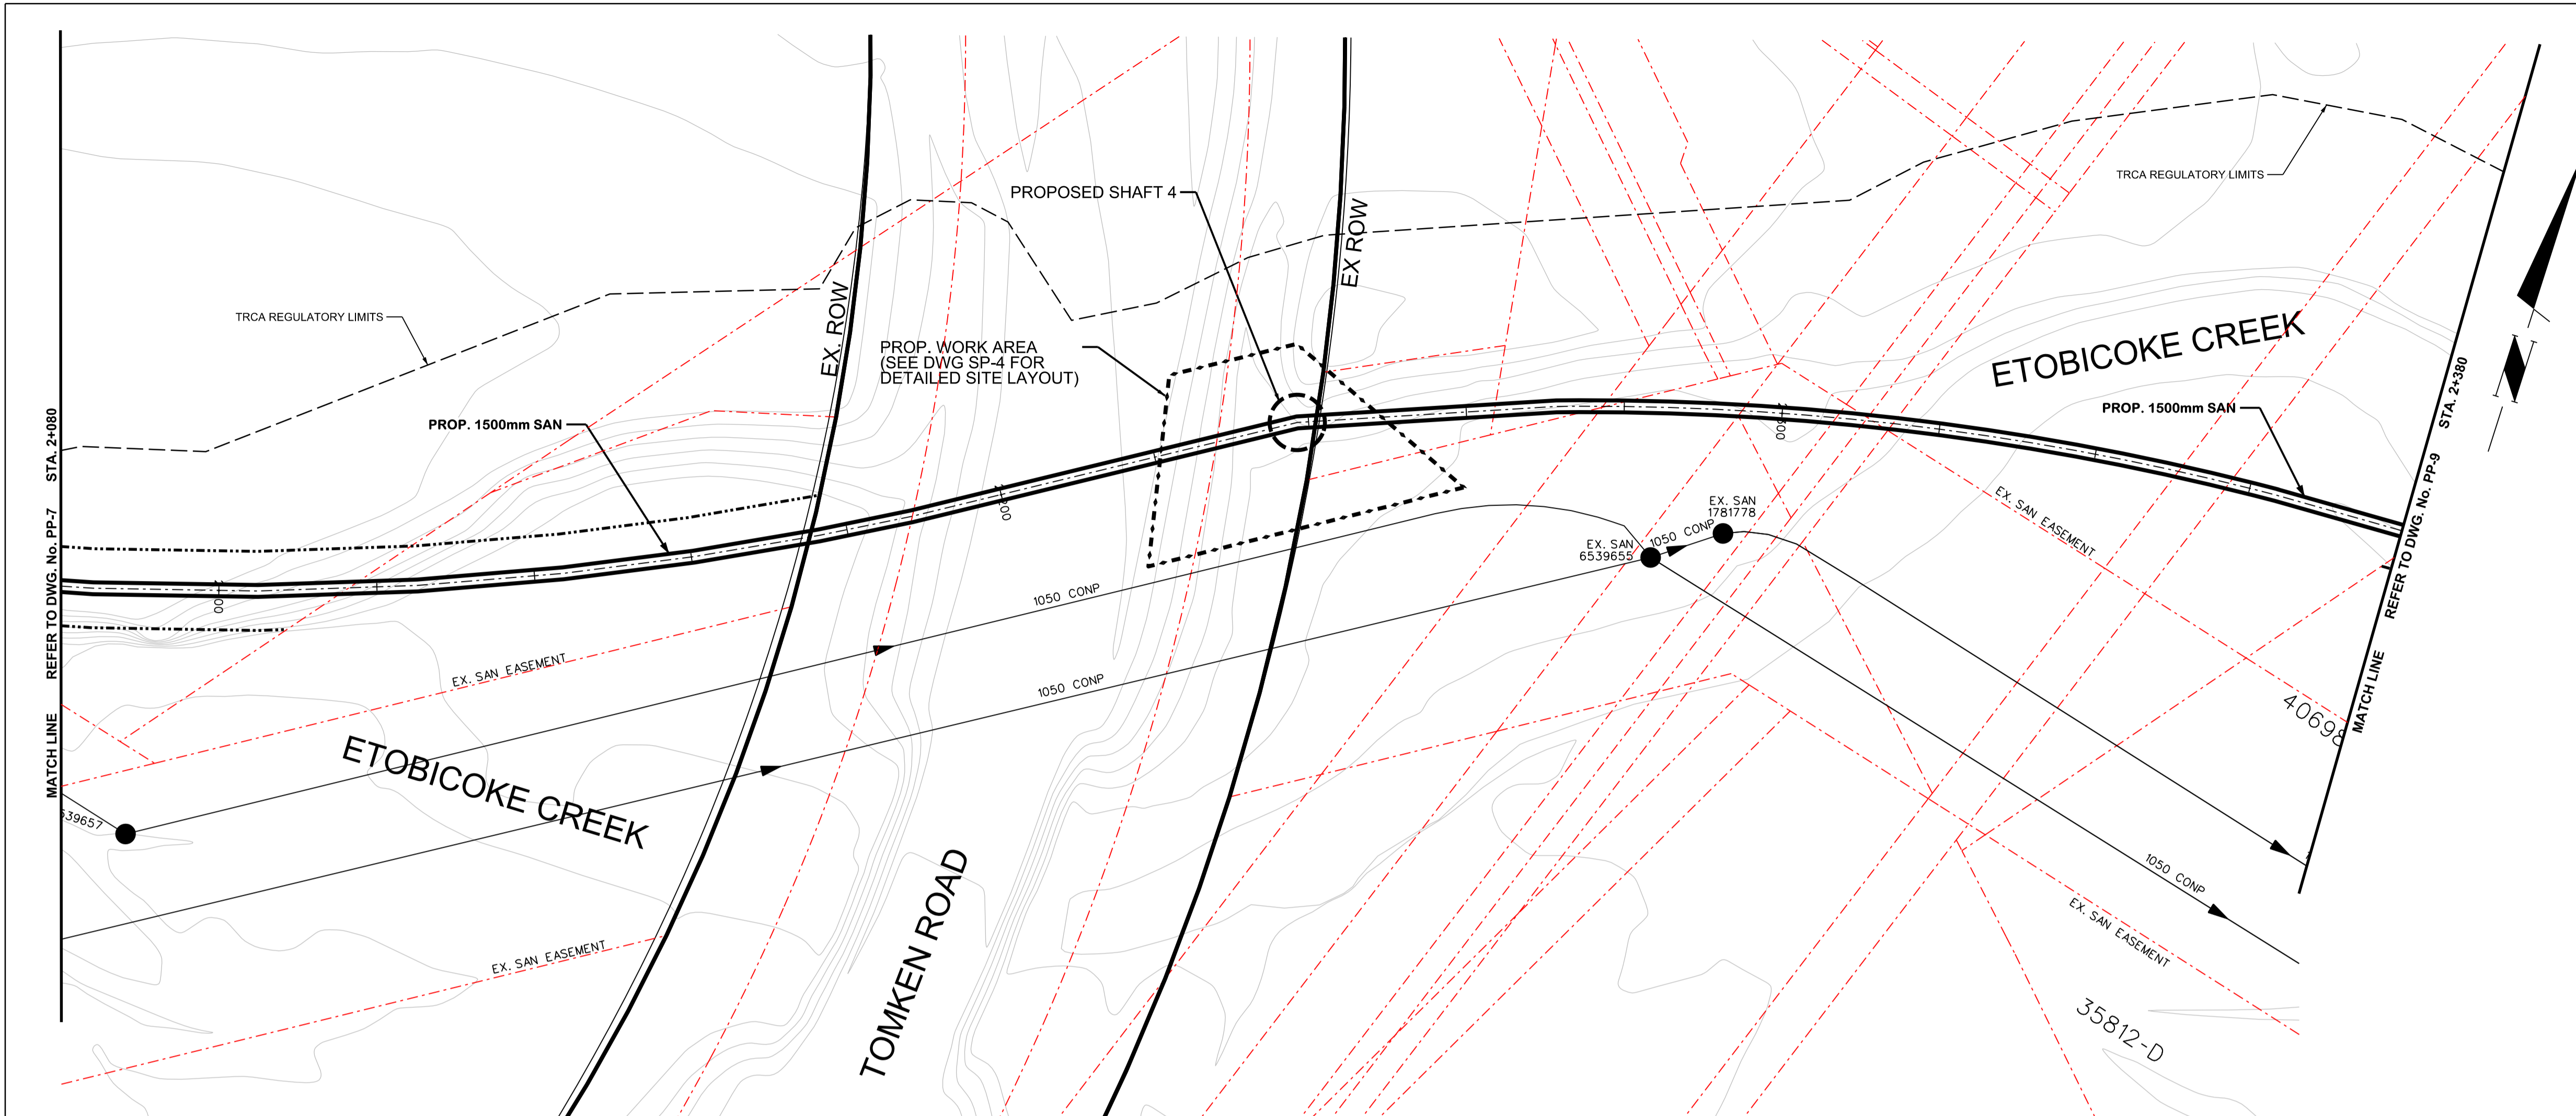 PROPOSED SHAFT 4
EX. ROW
EX ROW
TRCA REGULATORY LIMITS
TRCA REGULATORY LIMITS
PROP. WORK AREA
(SEE DWG SP-4 FOR
DETAILED SITE LAYOUT)
ETOBICOKE CREEK
PROP. 1500mm SAN
PROP. 1500mm SAN
MATCH LINE REFER TO DWG. No. PP-7 STA. 2+080
MATCH LINE REFER TO DWG. No. PP-9 STA. 2+380
EX. SAN
1781778
EX. SAN
6539655
1050 CONP
EX. SAN EASEMENT
1050 CONP
1050 CONP
EX. SAN EASEMENT
ETOBICOKE CREEK
40698
1050 CONP
EX. SAN EASEMENT
EX. SAN EASEMENT
TOMKEN ROAD
35812-D